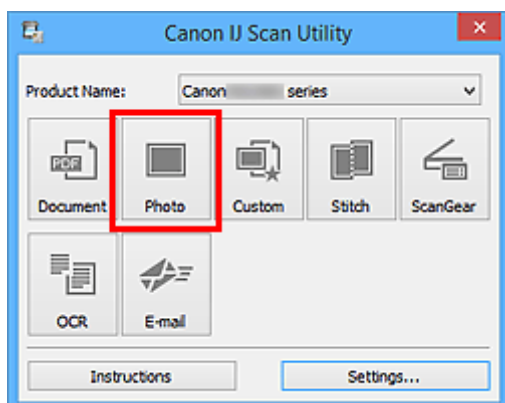 Canon IJ Scan Utility
Product Name: Canon series
PDF
Document Photo Custom Stitch ScanGear
OCR E-mail
Instructions Settings...